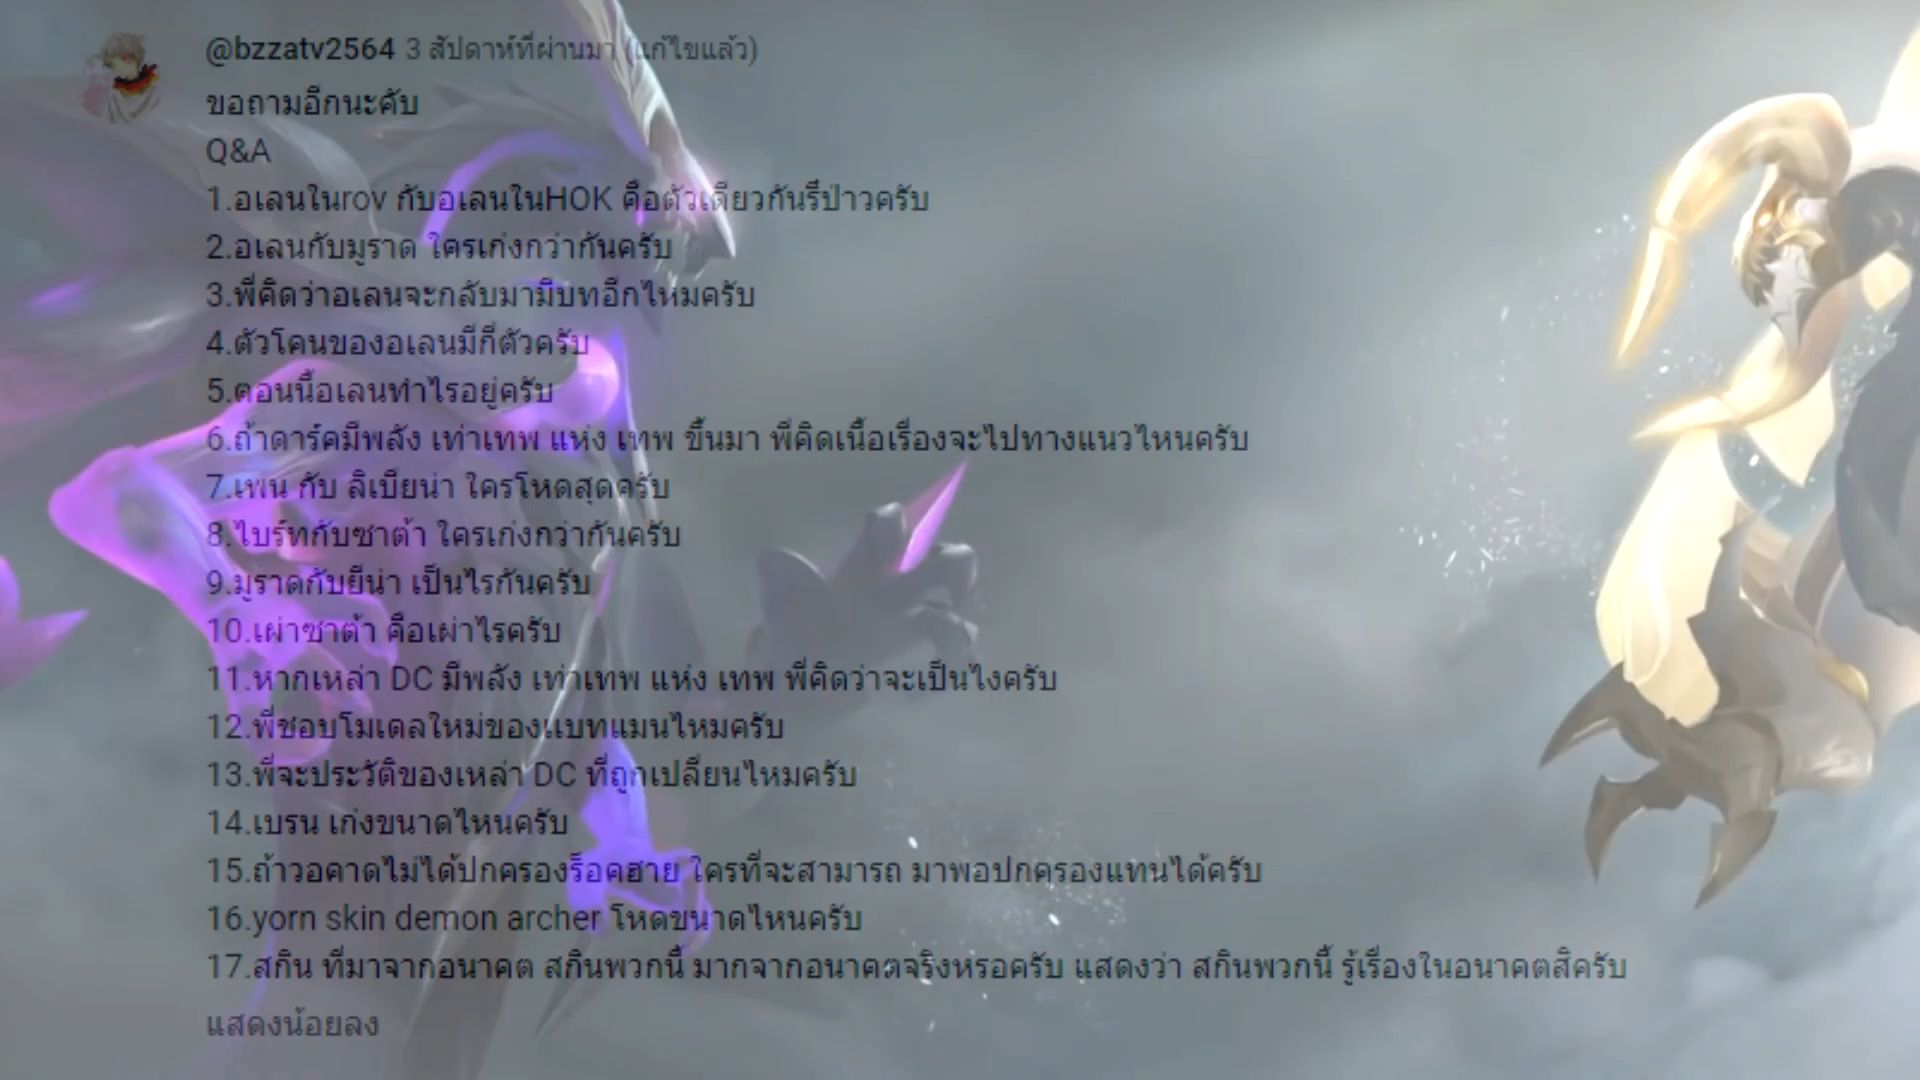 @bzzatv2564 3 สัปดาห์ที่ผ่านมา (แก้ไขแล้ว)
ขอถามอีกนะคับ
Q&A
1.อเลนในrov กับอเลนในHOK คือตัวเดียวกันรึป่าวครับ
2.อเลนกับมูราด ใครเก่งกว่ากันครับ
3.พี่คิดว่าอเลนจะกลับมามีบทอีกไหมครับ
4.ตัวโคนของอเลนมีกี่ตัวครับ
5.ตอนนี้อเลนทำไรอยู่ครับ
6.ถ้าดาร์คมีพลัง เท่าเทพ แห่ง เทพ ขึ้นมา พี่คิดเนื้อเรื่องจะไปทางแนวไหนครับ
7.เพน กับ ลิเบียน่า ใครโหดสุดครับ
8.ไบร์ทกับซาต้า ใครเก่งกว่ากันครับ
9.มูราดกับยีน่า เป็นไรกันครับ
10.เผ่าซาต้า คือเผ่าไรครับ
11.หากเหล่า DC มีพลัง เท่าเทพ แห่ง เทพ พี่คิดว่าจะเป็นไงครับ
12.พี่ชอบโมเดลใหม่ของแบทแมนไหมครับ
13.พี่จะประวัติของเหล่า DC ที่ถูกเปลี่ยนไหมครับ
14.เบรน เก่งขนาดไหนครับ
15.ถ้าวอคาดไม่ได้ปกครองร็อคฮาย ใครที่จะสามารถ มาพอปกครองแทนได้ครับ
16.yorn skin demon archer โหดขนาดไหนครับ
17.สกิน ที่มาจากอนาคต สกินพวกนี้ มากจากอนาคตจริงหรอครับ แสดงว่า สกินพวกนี้ รู้เรื่องในอนาคตสิครับ
แสดงน้อยลง